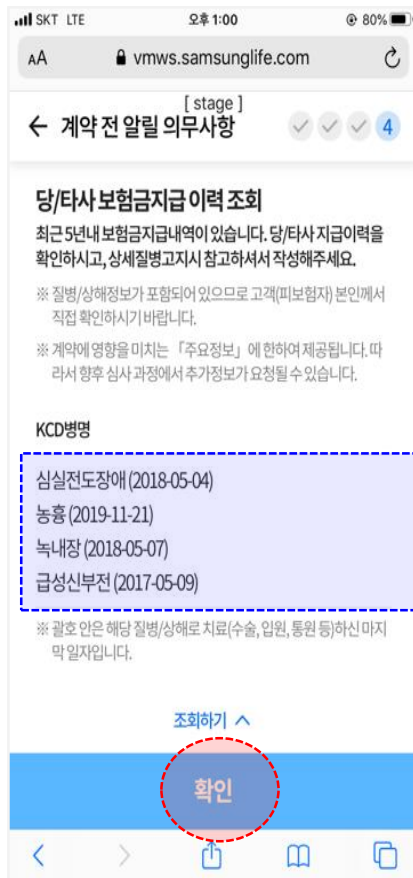 SKT LTE 오후 1:00 @ 80%
AA vmws.samsunglife.com
[ stage ]
← 계약 전 알릴 의무사항 4
당/타사 보험금지급 이력 조회
최근 5년내 보험금지급내역이 있습니다. 당/타사 지급이력을
확인하시고, 상세질병고지시 참고하셔서 작성해주세요.
※ 질병/상해정보가 포함되어 있으므로 고객(피보험자) 본인께서
직접 확인하시기 바랍니다.
※ 계약에 영향을 미치는 「주요정보」에 한하여 제공됩니다. 따
라서 향후 심사 과정에서 추가정보가 요청될 수 있습니다.
KCD병명
심실전도장애 (2018-05-04)
농흉 (2019-11-21)
녹내장 (2018-05-07)
급성신부전 (2017-05-09)
※ 괄호 안은 해당 질병/상해로 치료(수술, 입원, 통원 등)하신 마지
막 일자입니다.
조회하기
확인